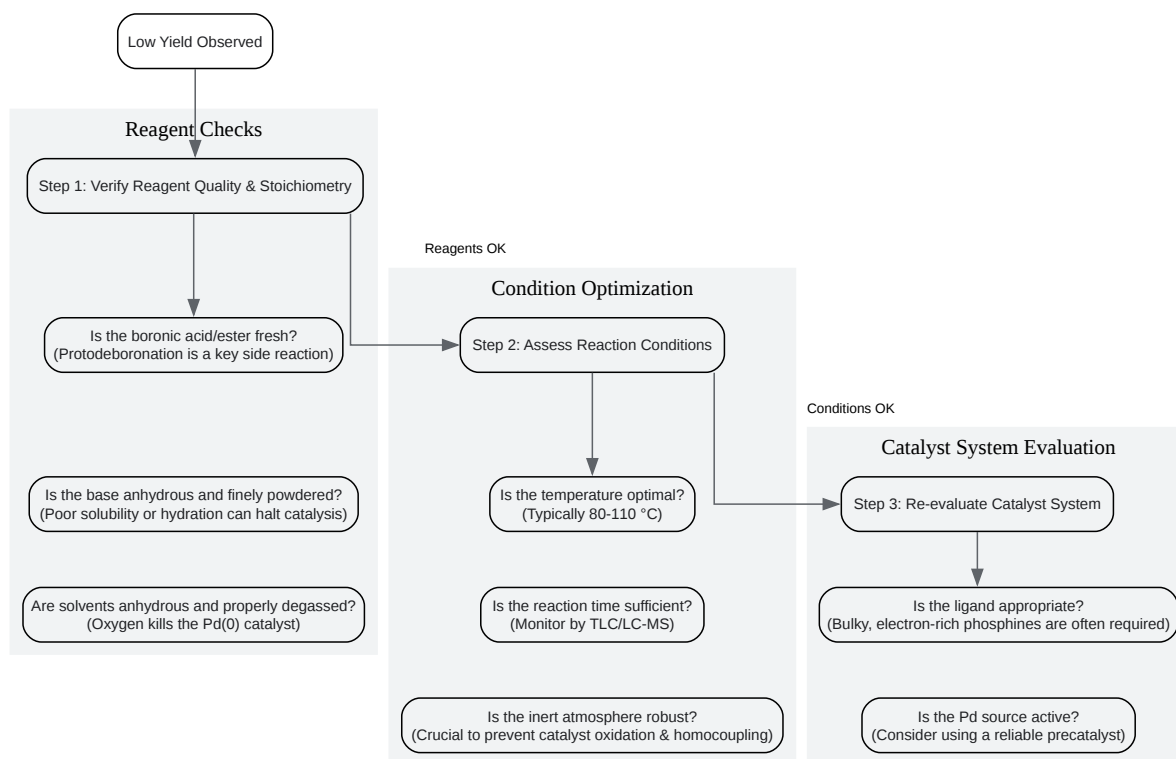 Low Yield Observed
Reagent Checks
Step 1: Verify Reagent Quality & Stoichiometry
Is the boronic acid/ester fresh?
(Protodeboronation is a key side reaction)
Is the base anhydrous and finely powdered?
(Poor solubility or hydration can halt catalysis)
Are solvents anhydrous and properly degassed?
(Oxygen kills the Pd(0) catalyst)
Reagents OK
Condition Optimization
Step 2: Assess Reaction Conditions
Is the temperature optimal?
(Typically 80-110 °C)
Is the reaction time sufficient?
(Monitor by TLC/LC-MS)
Is the inert atmosphere robust?
(Crucial to prevent catalyst oxidation & homocoupling)
Conditions OK
Catalyst System Evaluation
Step 3: Re-evaluate Catalyst System
Is the ligand appropriate?
(Bulky, electron-rich phosphines are often required)
Is the Pd source active?
(Consider using a reliable precatalyst)